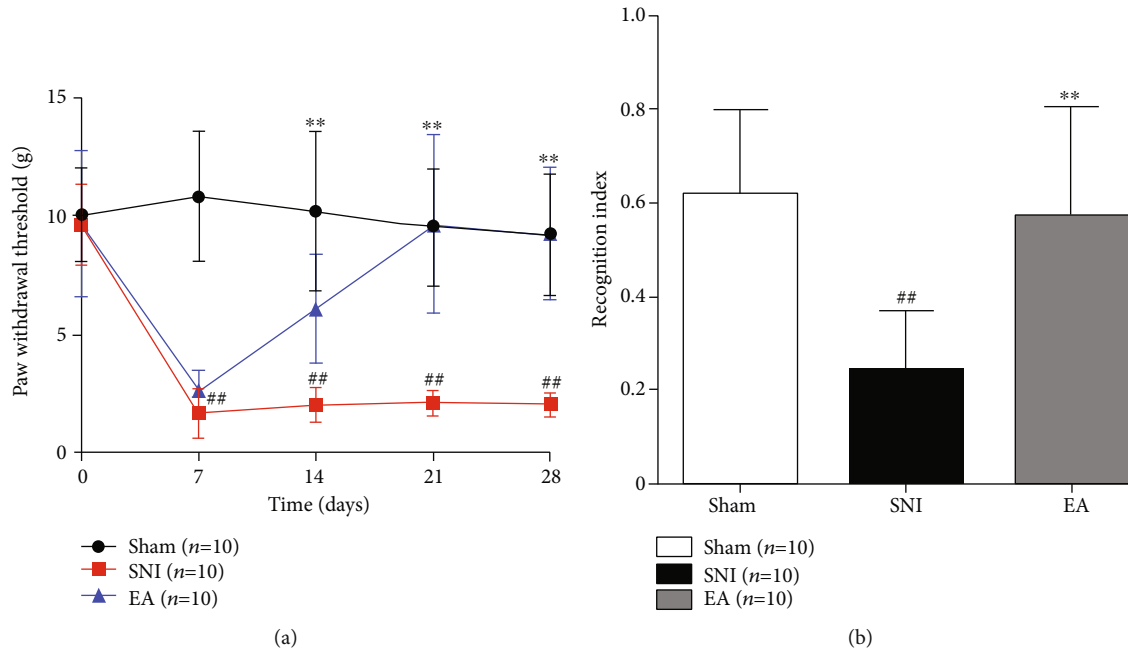 15
10
5
0
Paw withdrawal threshold (g)
**
**
**
##
##
##
##
0
7
14
21
28
Time (days)
Sham (n=10)
SNI (n=10)
EA (n=10)
(a)
1.0
0.8
0.6
0.4
0.2
0
Recognition index
##
**
Sham
SNI
EA
Sham (n=10)
SNI (n=10)
EA (n=10)
(b)